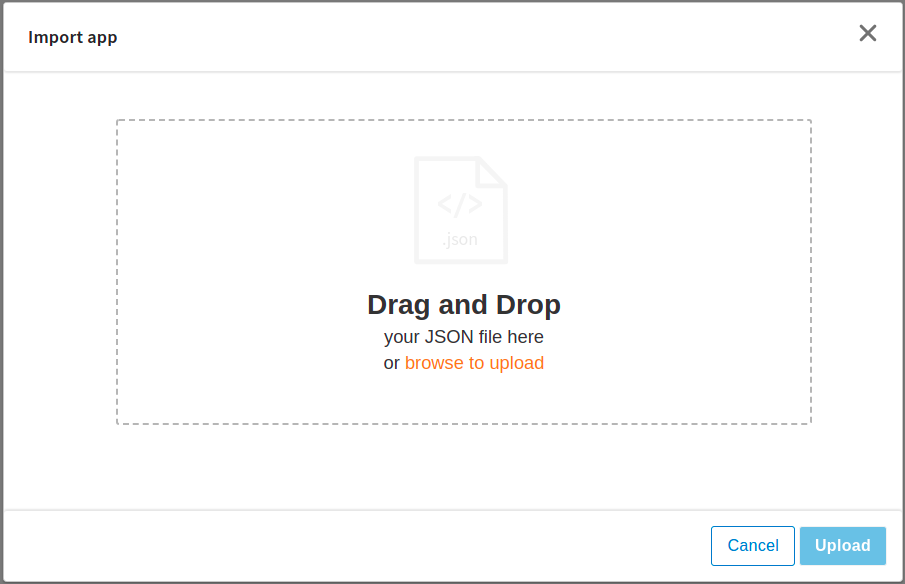 Import app
</>
.json
Drag and Drop
your JSON file here
or browse to upload
Cancel
Upload